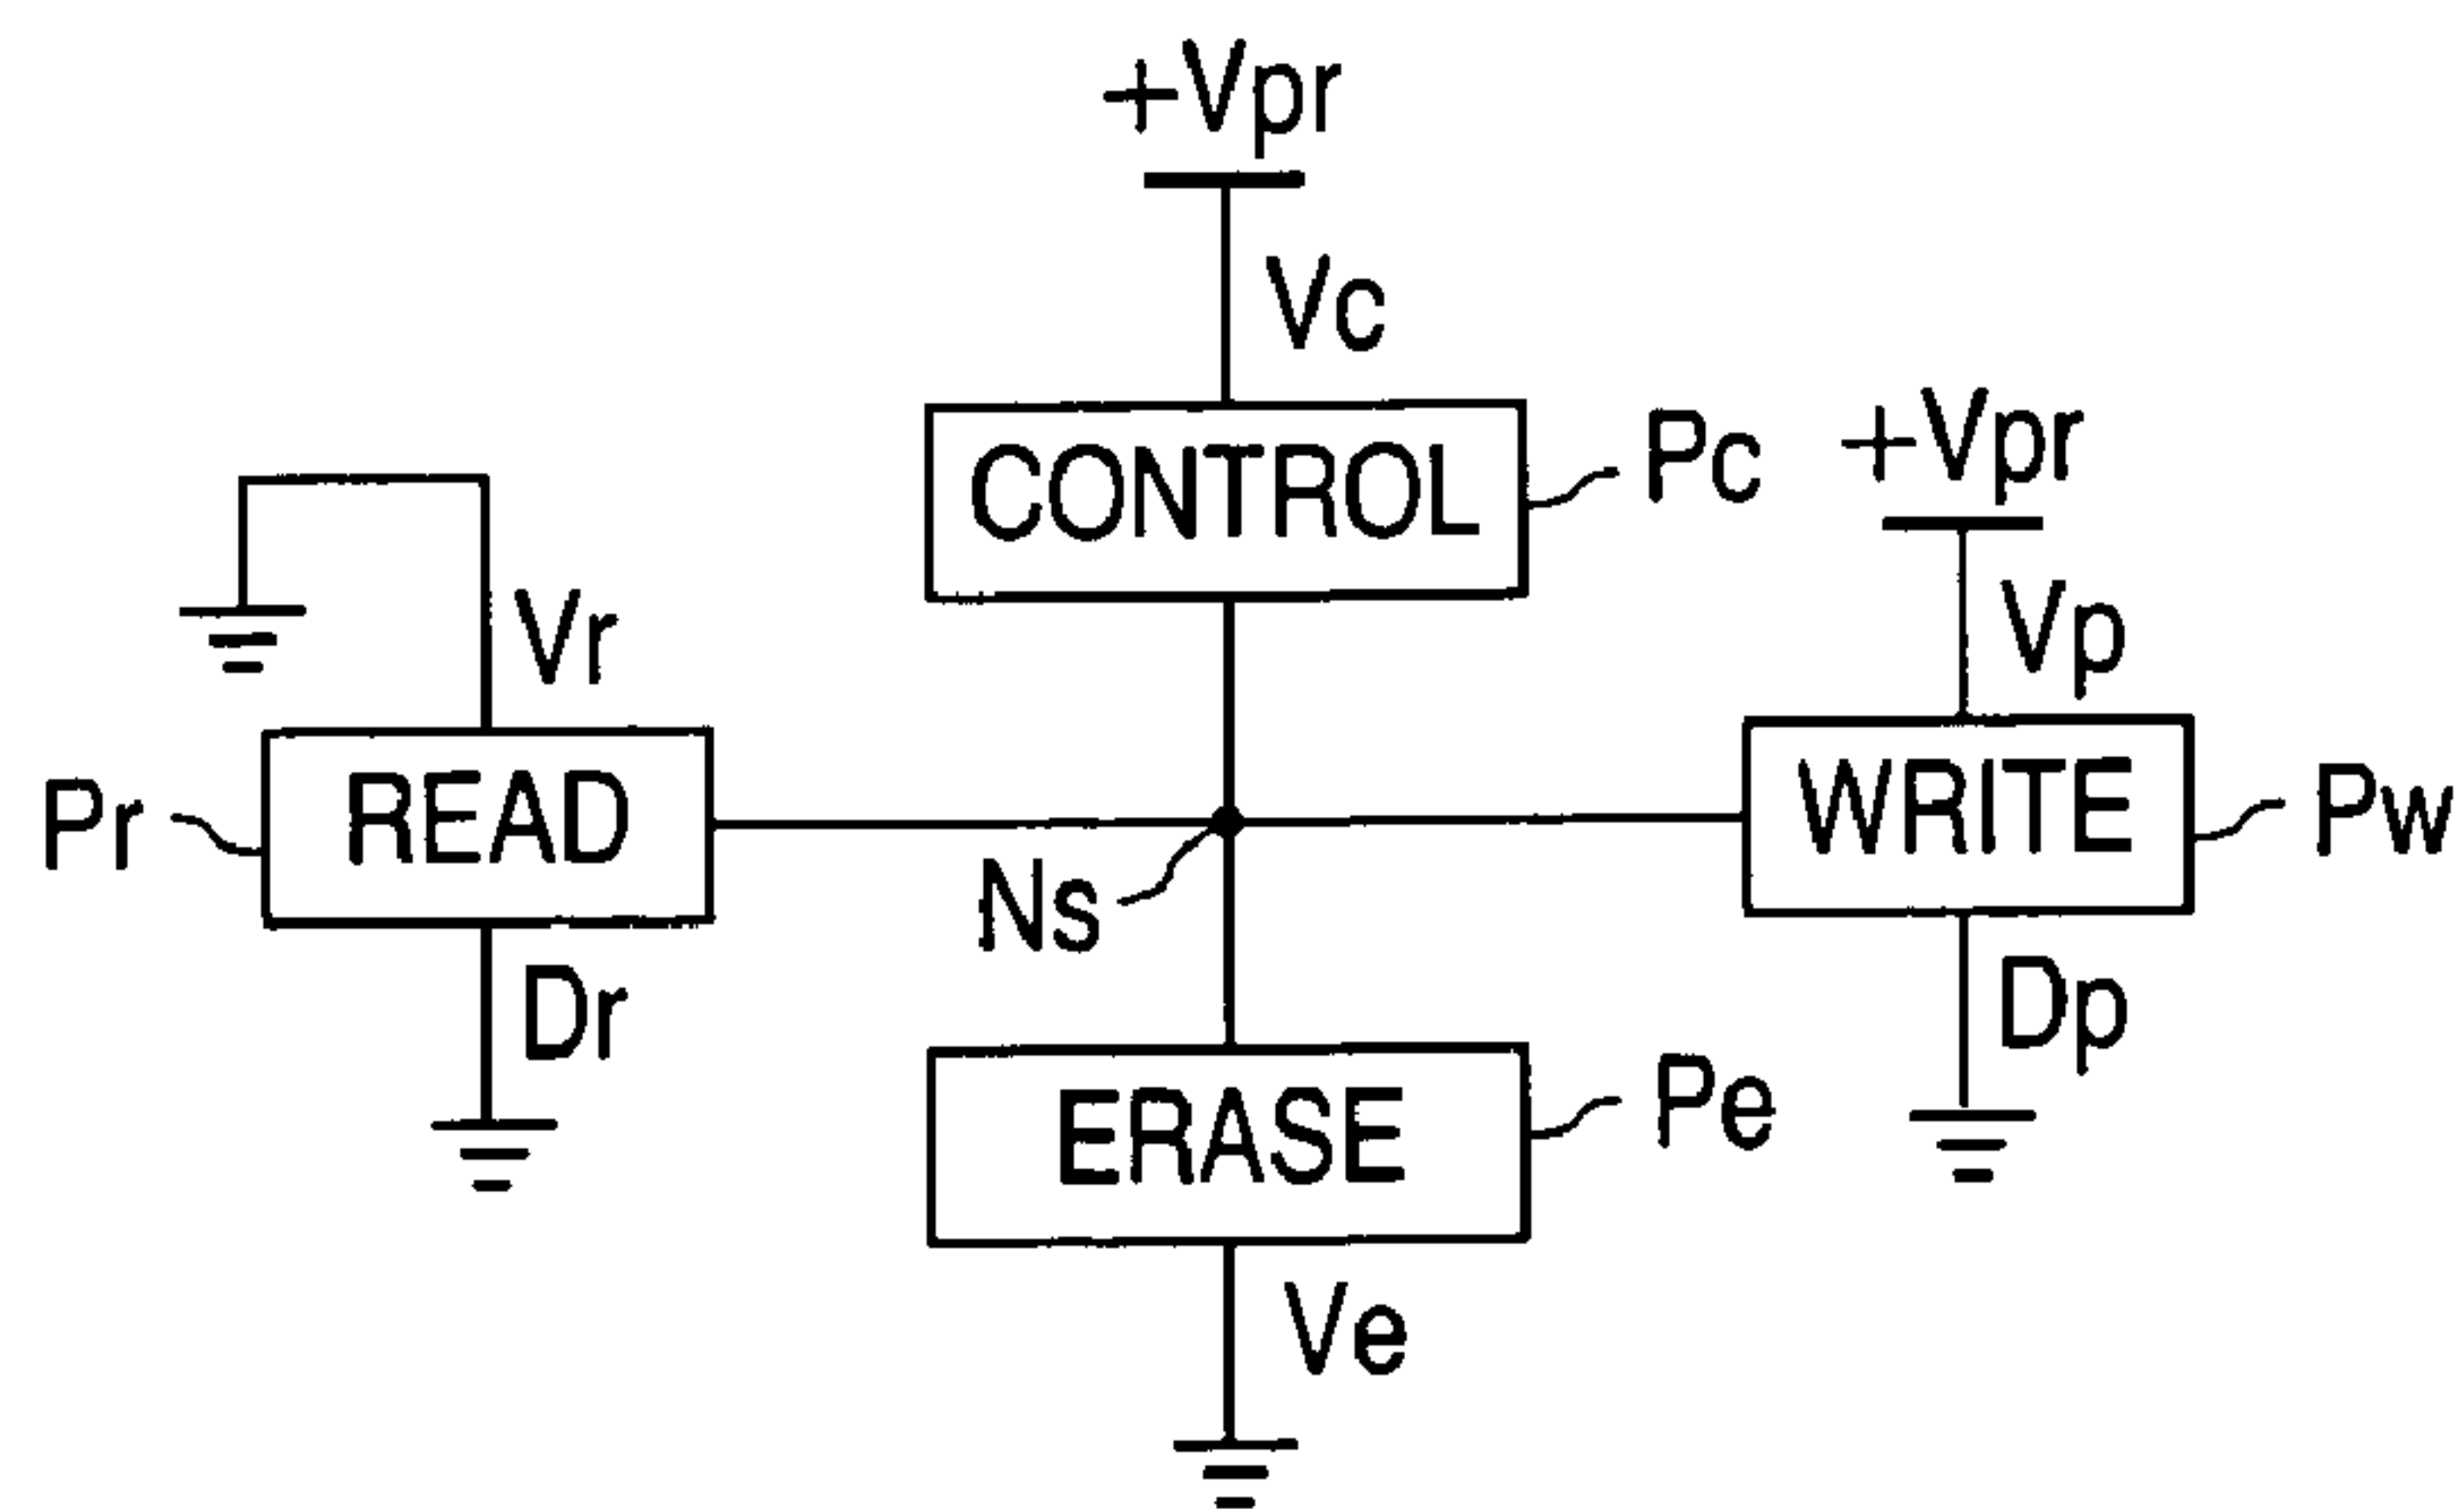 +Vpr
Vc
CONTROL
Pc
+Vpr
Vr
Vp
Pr
READ
WRITE
Pw
Ns
Dr
Dp
ERASE
Pe
Ve